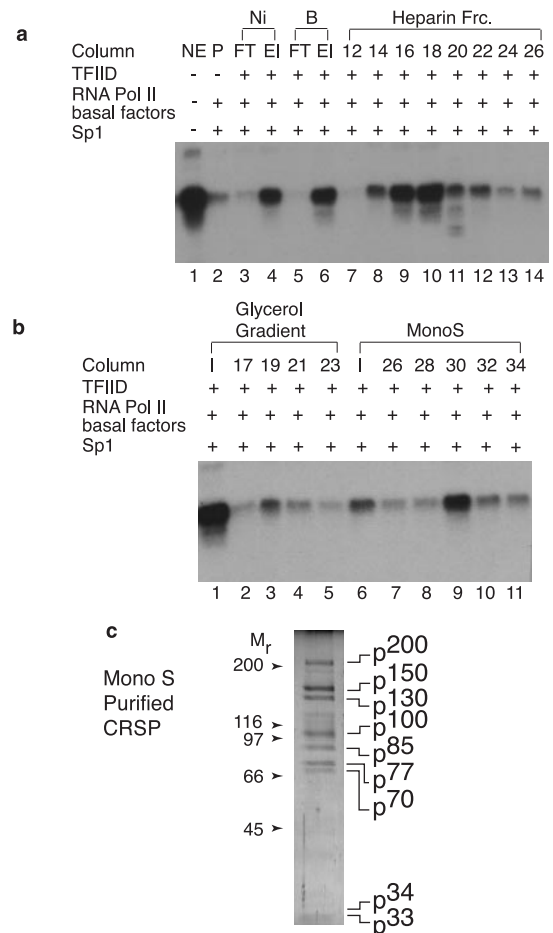 a
Ni B Heparin Frc.
Column NE P FT El FT El 12 14 16 18 20 22 24 26
TFIID - - + + + + + + + + + + + +
RNA Pol II
basal factors - + + + + + + + + + + + + +
Sp1 - + + + + + + + + + + + + +
1 2 3 4 5 6 7 8 9 10 11 12 13 14
b
Glycerol
Gradient MonoS
Column I 17 19 21 23 I 26 28 30 32 34
TFIID + + + + + + + + + + +
RNA Pol II
basal factors + + + + + + + + + + +
Sp1 + + + + + + + + + + +
1 2 3 4 5 6 7 8 9 10 11
c
Mono S
Purified
CRSP
Mr
200
116
97
66
45
p200
p150
p130
p100
p85
p77
p70
p34
p33